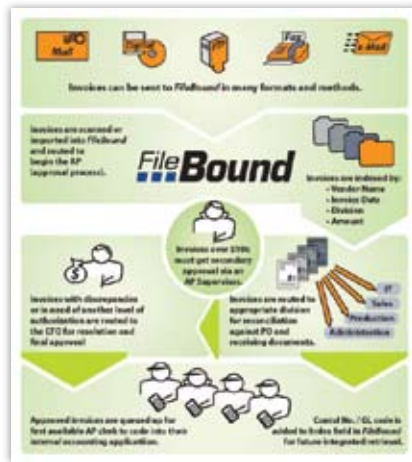 Mail
Fax
e-Mail
Invoices can be sent to FileBound in many formats and methods.
Invoices are scanned or
imported into FileBound
and routed to
begin the AP
(approval process).
FileBound
Invoices are indexed by:
• Vendor Name
• Invoice Date
• Division
• Amount
Invoices over
must get secondary
approval via an
AP Supervisor.
Invoices with discrepancies
or in need of another level of
authorization are routed to
the CFO for resolution and
final approval
Invoices are routed to
appropriate division
for reconciliation
against PO and
receiving documents.
IT
Sales
Production
Administration
Approved invoices are queued up for
first available AP clerk to code into their
internal accounting application.
Control No. / GL code is
added to Index field in FileBound
for future integrated retrieval.